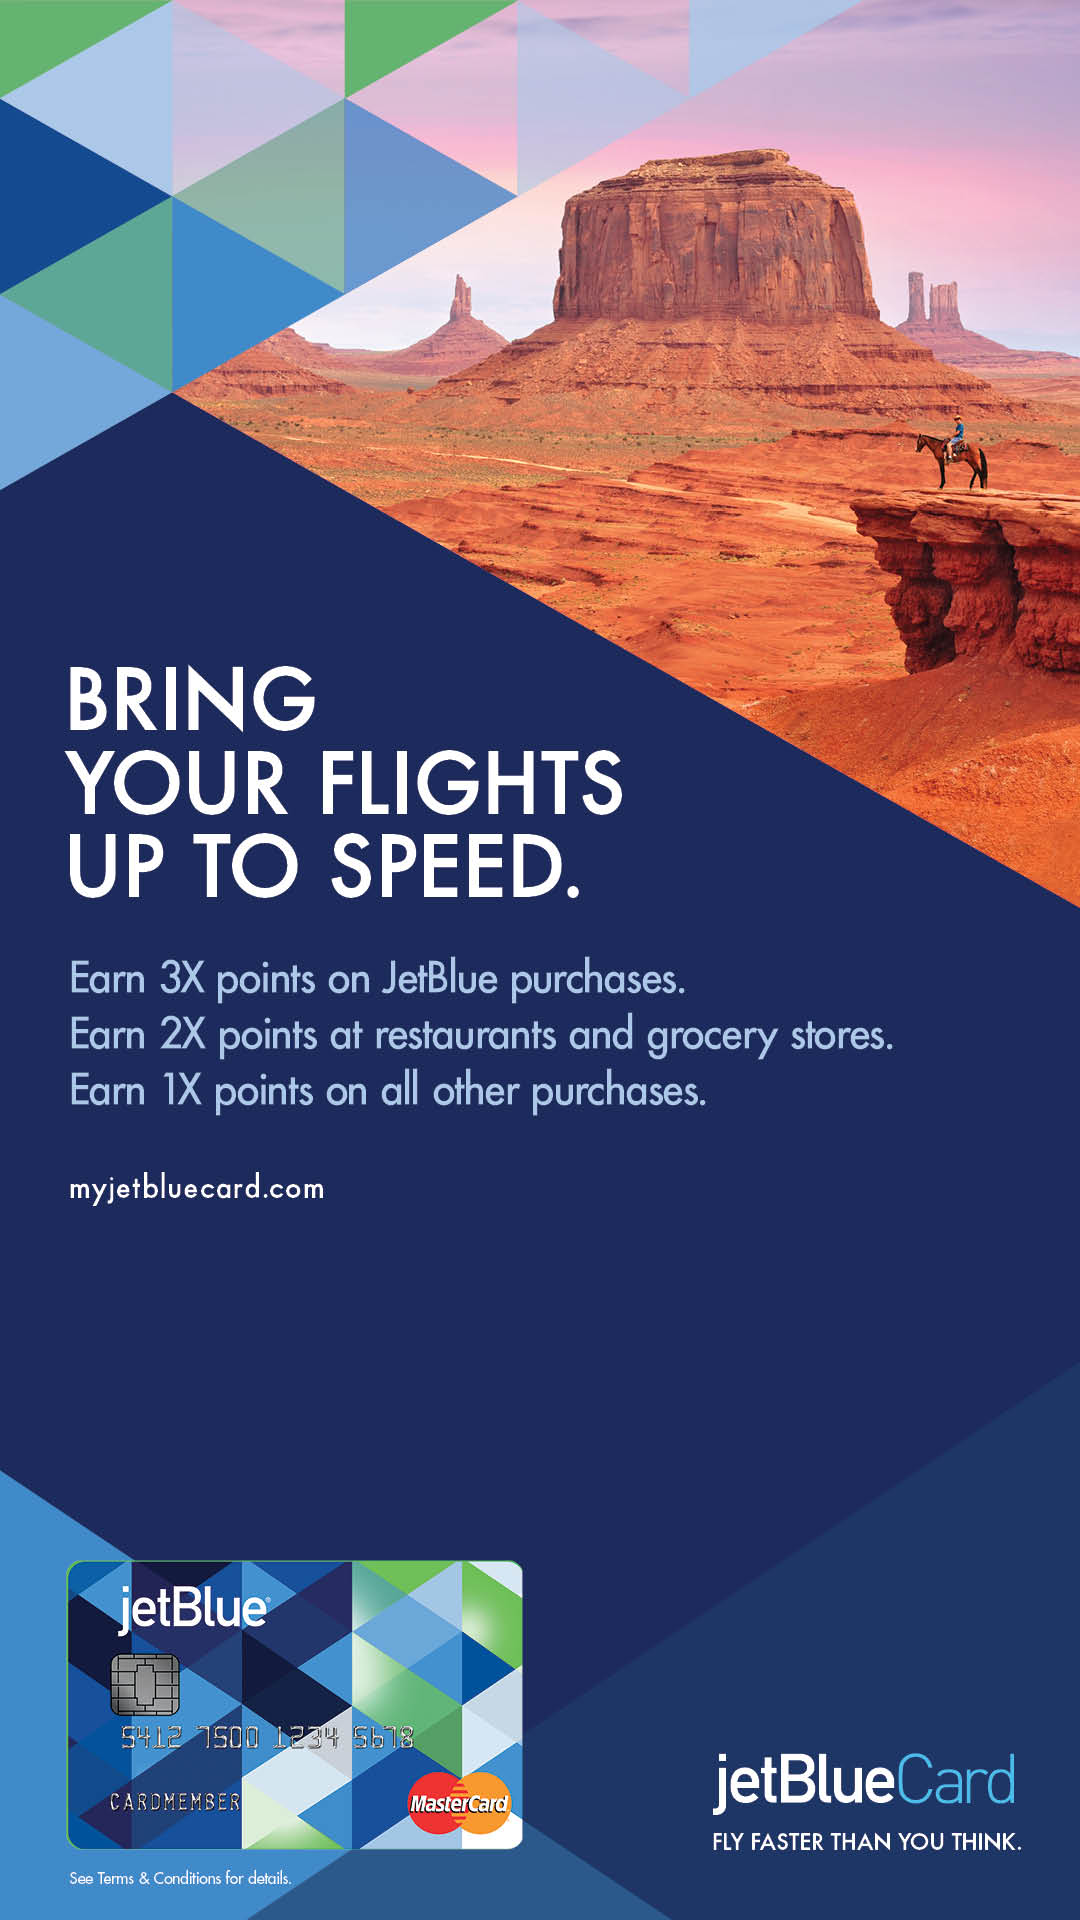 BRING
YOUR FLIGHTS
UP TO SPEED.
Earn 3X points on JetBlue purchases.
Earn 2X points at restaurants and grocery stores.
Earn 1X points on all other purchases.
myjetbluecard.com
jetBlue®
5412 7500 1234 5678
CARDMEMBER
MasterCard
See Terms & Conditions for details.
jetBlueCard
FLY FASTER THAN YOU THINK.